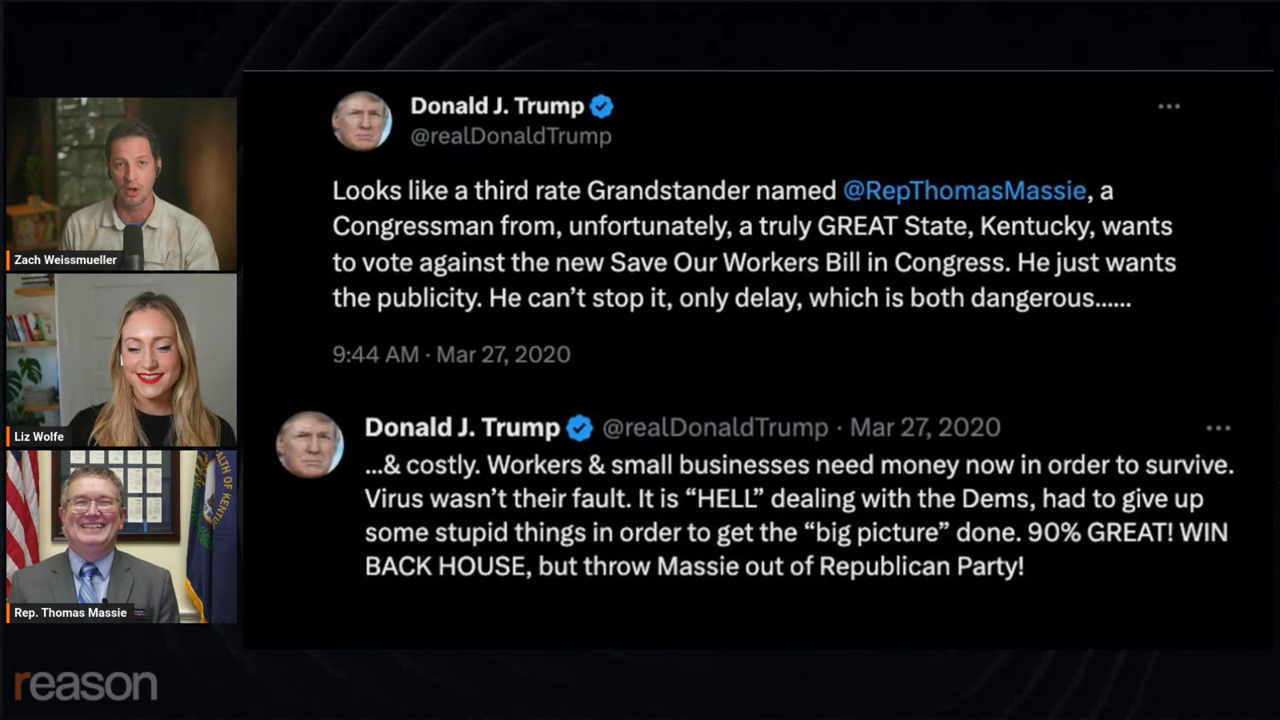 Donald J. Trump
@realDonaldTrump
Looks like a third rate Grandstander named @RepThomasMassie, a
Congressman from, unfortunately, a truly GREAT State, Kentucky, wants
to vote against the new Save Our Workers Bill in Congress. He just wants
the publicity. He can’t stop it, only delay, which is both dangerous......
9:44 AM · Mar 27, 2020
Donald J. Trump @realDonaldTrump · Mar 27, 2020
...& costly. Workers & small businesses need money now in order to survive.
Virus wasn’t their fault. It is “HELL” dealing with the Dems, had to give up
some stupid things in order to get the “big picture” done. 90% GREAT! WIN
BACK HOUSE, but throw Massie out of Republican Party!
Zach Weissmueller
Liz Wolfe
Rep. Thomas Massie
reason